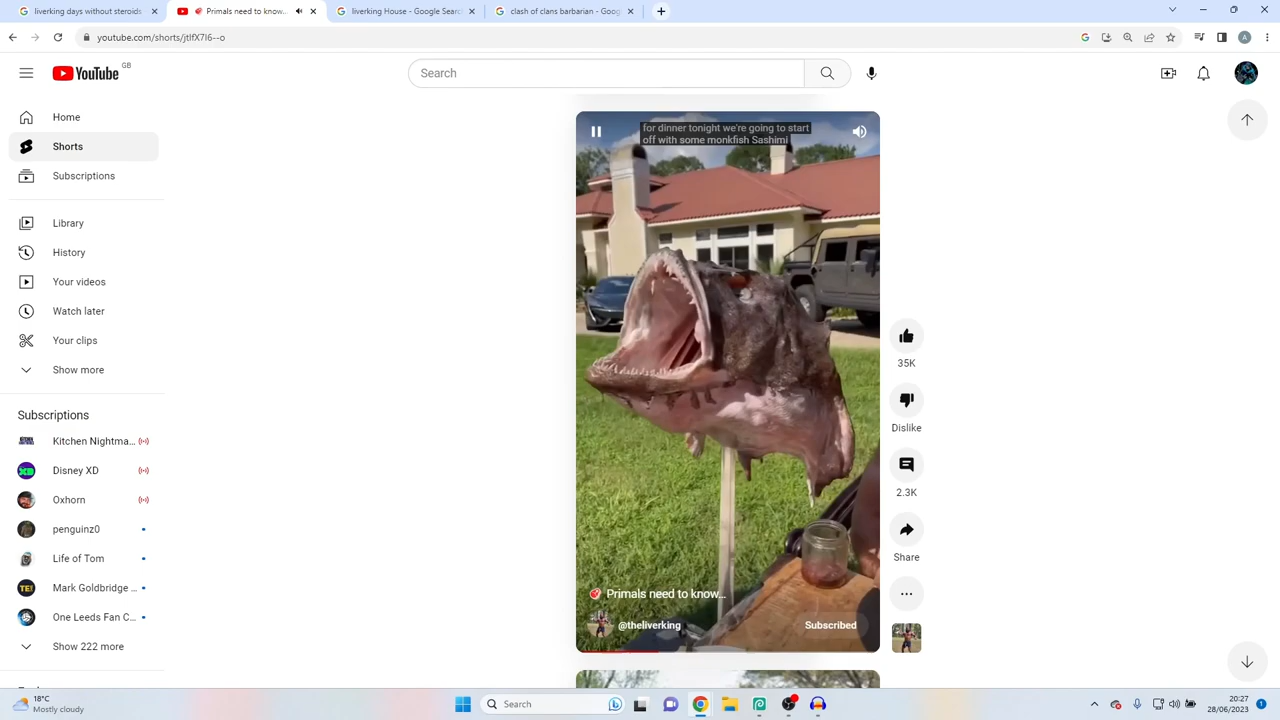 liverking days without steroids
Primals need to know...
liverking House - Google Searc
clash of clans barbarian - Goog
youtube.com/shorts/jtIfX7I6--o
YouTube GB
Search
Home
Shorts
Subscriptions
Library
History
Your videos
Watch later
Your clips
Show more
Subscriptions
Kitchen Nightma...
Disney XD
Oxhorn
penguinz0
Life of Tom
Mark Goldbridge ...
One Leeds Fan C...
Show 222 more
for dinner tonight we're going to start
off with some monkfish Sashimi
Primals need to know...
@theliverking
Subscribed
35K
Dislike
2.3K
Share
18°C
Mostly cloudy
Search
20:27
28/06/2023